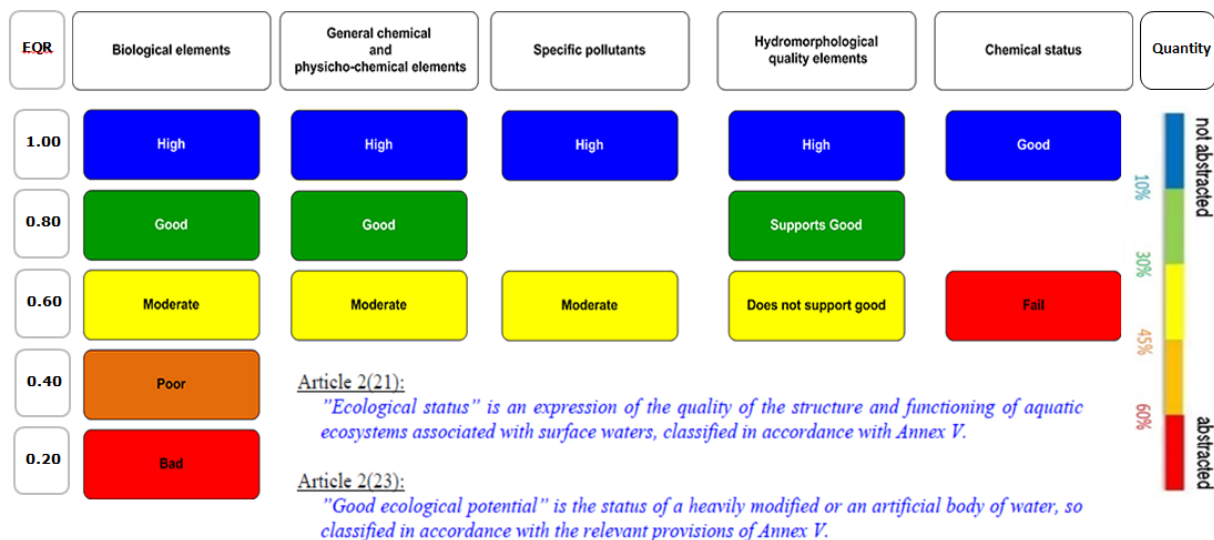 EQR
Biological elements
General chemical
and
physicho-chemical elements
Specific pollutants
Hydromorphological
quality elements
Chemical status
Quantity
1.00
High
High
High
High
Good
not abstracted
10%
0.80
Good
Good
Supports Good
30%
0.60
Moderate
Moderate
Moderate
Does not support good
Fail
45%
0.40
Poor
60%
abstracted
0.20
Bad
Article 2(21):
"Ecological status" is an expression of the quality of the structure and functioning of aquatic
ecosystems associated with surface waters, classified in accordance with Annex V.
Article 2(23):
"Good ecological potential" is the status of a heavily modified or an artificial body of water, so
classified in accordance with the relevant provisions of Annex V.